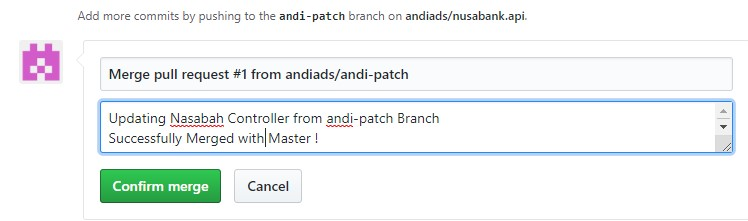 Add more commits by pushing to the andi-patch branch on andiads/nusabank.api.
Merge pull request #1 from andiads/andi-patch
Updating Nasabah Controller from andi-patch Branch
Successfully Merged with Master !
Confirm merge
Cancel